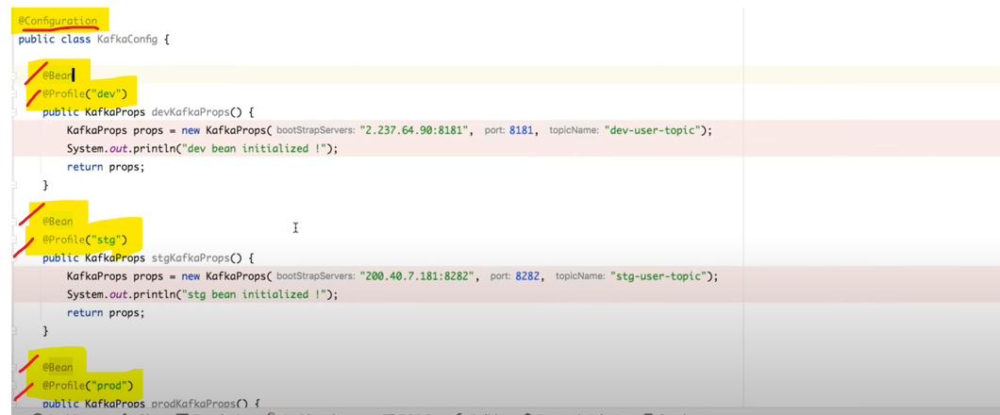 @Configuration
public class KafkaConfig {
@Bean
@Profile("dev")
public KafkaProps devKafkaProps() {
KafkaProps props = new KafkaProps( bootStrapServers: "2.237.64.90:8181", port: 8181, topicName: "dev-user-topic");
System.out.println("dev bean initialized !");
return props;
}
@Bean
@Profile("stg")
public KafkaProps stgKafkaProps() {
KafkaProps props = new KafkaProps( bootStrapServers: "200.40.7.181:8282", port: 8282, topicName: "stg-user-topic");
System.out.println("stg bean initialized !");
return props;
}
@Bean
@Profile("prod")
public KafkaProps prodKafkaProps() {